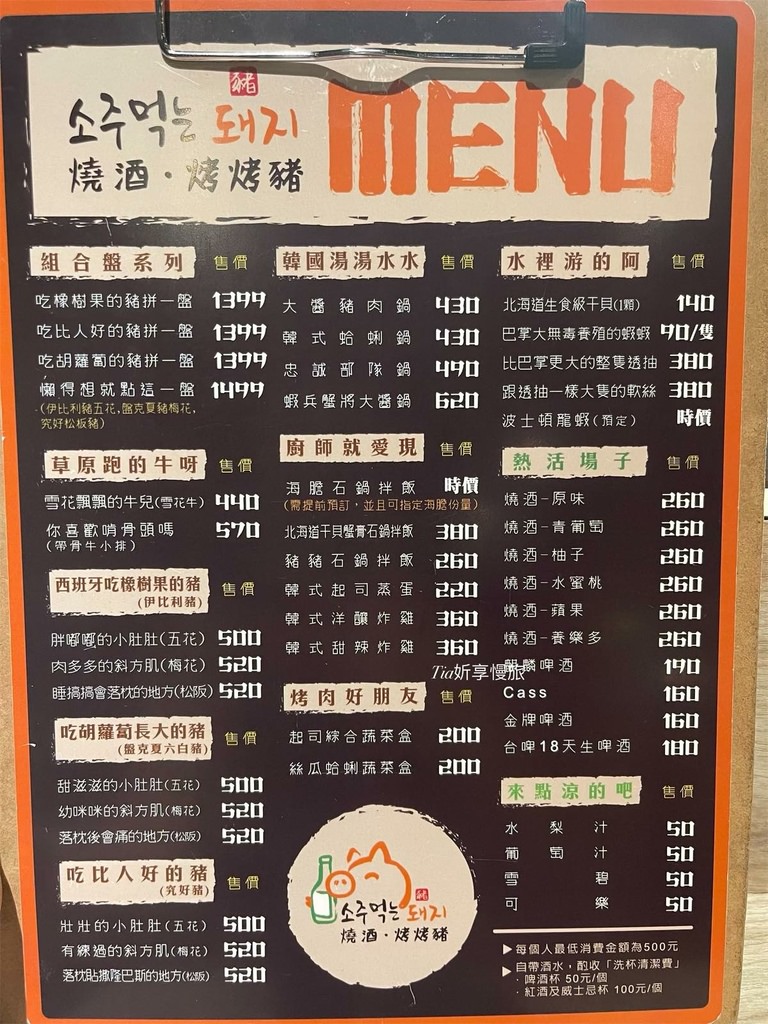 소주먹는 돼지
豬
燒酒·烤烤豬
MENU
組合盤系列 售價
吃橡樹果的豬拼一盤 1399
吃比人好的豬拼一盤 1399
吃胡蘿蔔的豬拼一盤 1399
懶得想就點這一盤 1499
(伊比利豬五花,盤克夏豬梅花,
究好松板豬)
草原跑的牛呀 售價
雪花飄飄的牛兒(雪花牛) 440
你喜歡啃骨頭嗎 570
(帶骨牛小排)
西班牙吃橡樹果的豬 售價
(伊比利豬)
胖嘟嘟的小肚肚(五花) 500
肉多多的斜方肌(梅花) 520
睡搞搞會落枕的地方(松阪) 520
吃胡蘿蔔長大的豬 售價
(盤克夏六白豬)
甜滋滋的小肚肚(五花) 500
幼咪咪的斜方肌(梅花) 520
落枕後會痛的地方(松阪) 520
吃比人好的豬 售價
(究好豬)
壯壯的小肚肚(五花) 500
有練過的斜方肌(梅花) 520
落枕貼撒隆巴斯的地方(松阪) 520
韓國湯湯水水 售價
大醬豬肉鍋 430
韓式蛤蜊鍋 430
忠誠部隊鍋 490
蝦兵蟹將大醬鍋 620
廚師就愛現 售價
海膽石鍋拌飯 時價
(需提前預訂,並且可指定海膽份量)
北海道干貝蟹膏石鍋拌飯 380
豬豬石鍋拌飯 260
韓式起司蒸蛋 220
韓式洋釀炸雞 360
韓式甜辣炸雞 360
烤肉好朋友 售價
起司綜合蔬菜盒 200
絲瓜蛤蜊蔬菜盒 200
소주먹는 돼지
豬
燒酒·烤烤豬
水裡游的阿 售價
北海道生食級干貝(1顆) 140
巴掌大無毒養殖的蝦蝦 90/隻
比巴掌更大的整隻透抽 380
跟透抽一樣大隻的軟絲 380
波士頓龍蝦(預定) 時價
熱活場子 售價
燒酒-原味 260
燒酒-青葡萄 260
燒酒-柚子 260
燒酒-水蜜桃 260
燒酒-蘋果 260
燒酒-養樂多 260
麒麟啤酒 190
Cass 160
金牌啤酒 160
台啤18天生啤酒 180
來點涼的吧 售價
水梨汁 50
葡萄汁 50
雪碧 50
可樂 50
▶每個人最低消費金額為500元
▶自帶酒水,酌收「洗杯清潔費」
·啤酒杯 50元/個
·紅酒及威士忌杯 100元/個
Tia妡享慢旅